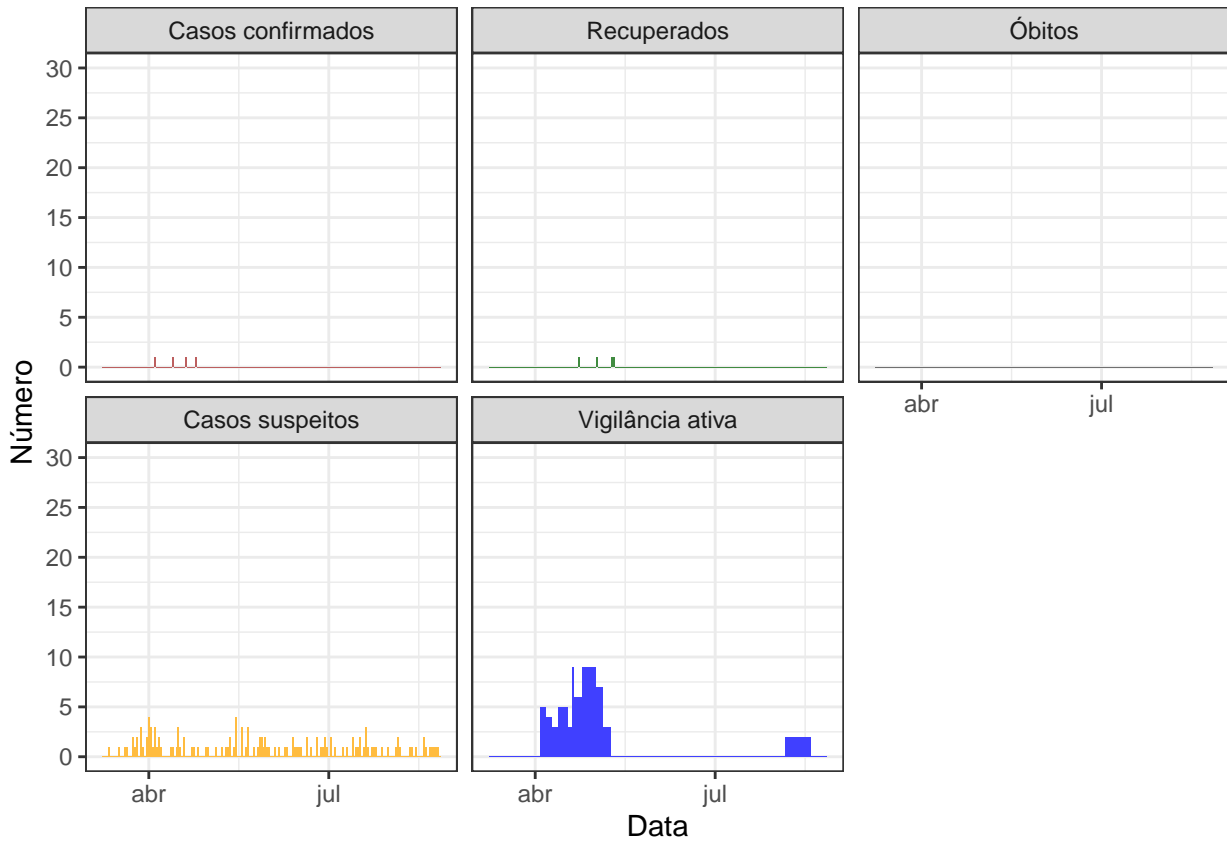 Casos confirmados
Recuperados
Óbitos
30
25
20
15
10
5
0
abr
jul
Casos suspeitos
Vigilância ativa
30
25
20
15
10
5
0
abr
jul
abr
jul
Número
Data